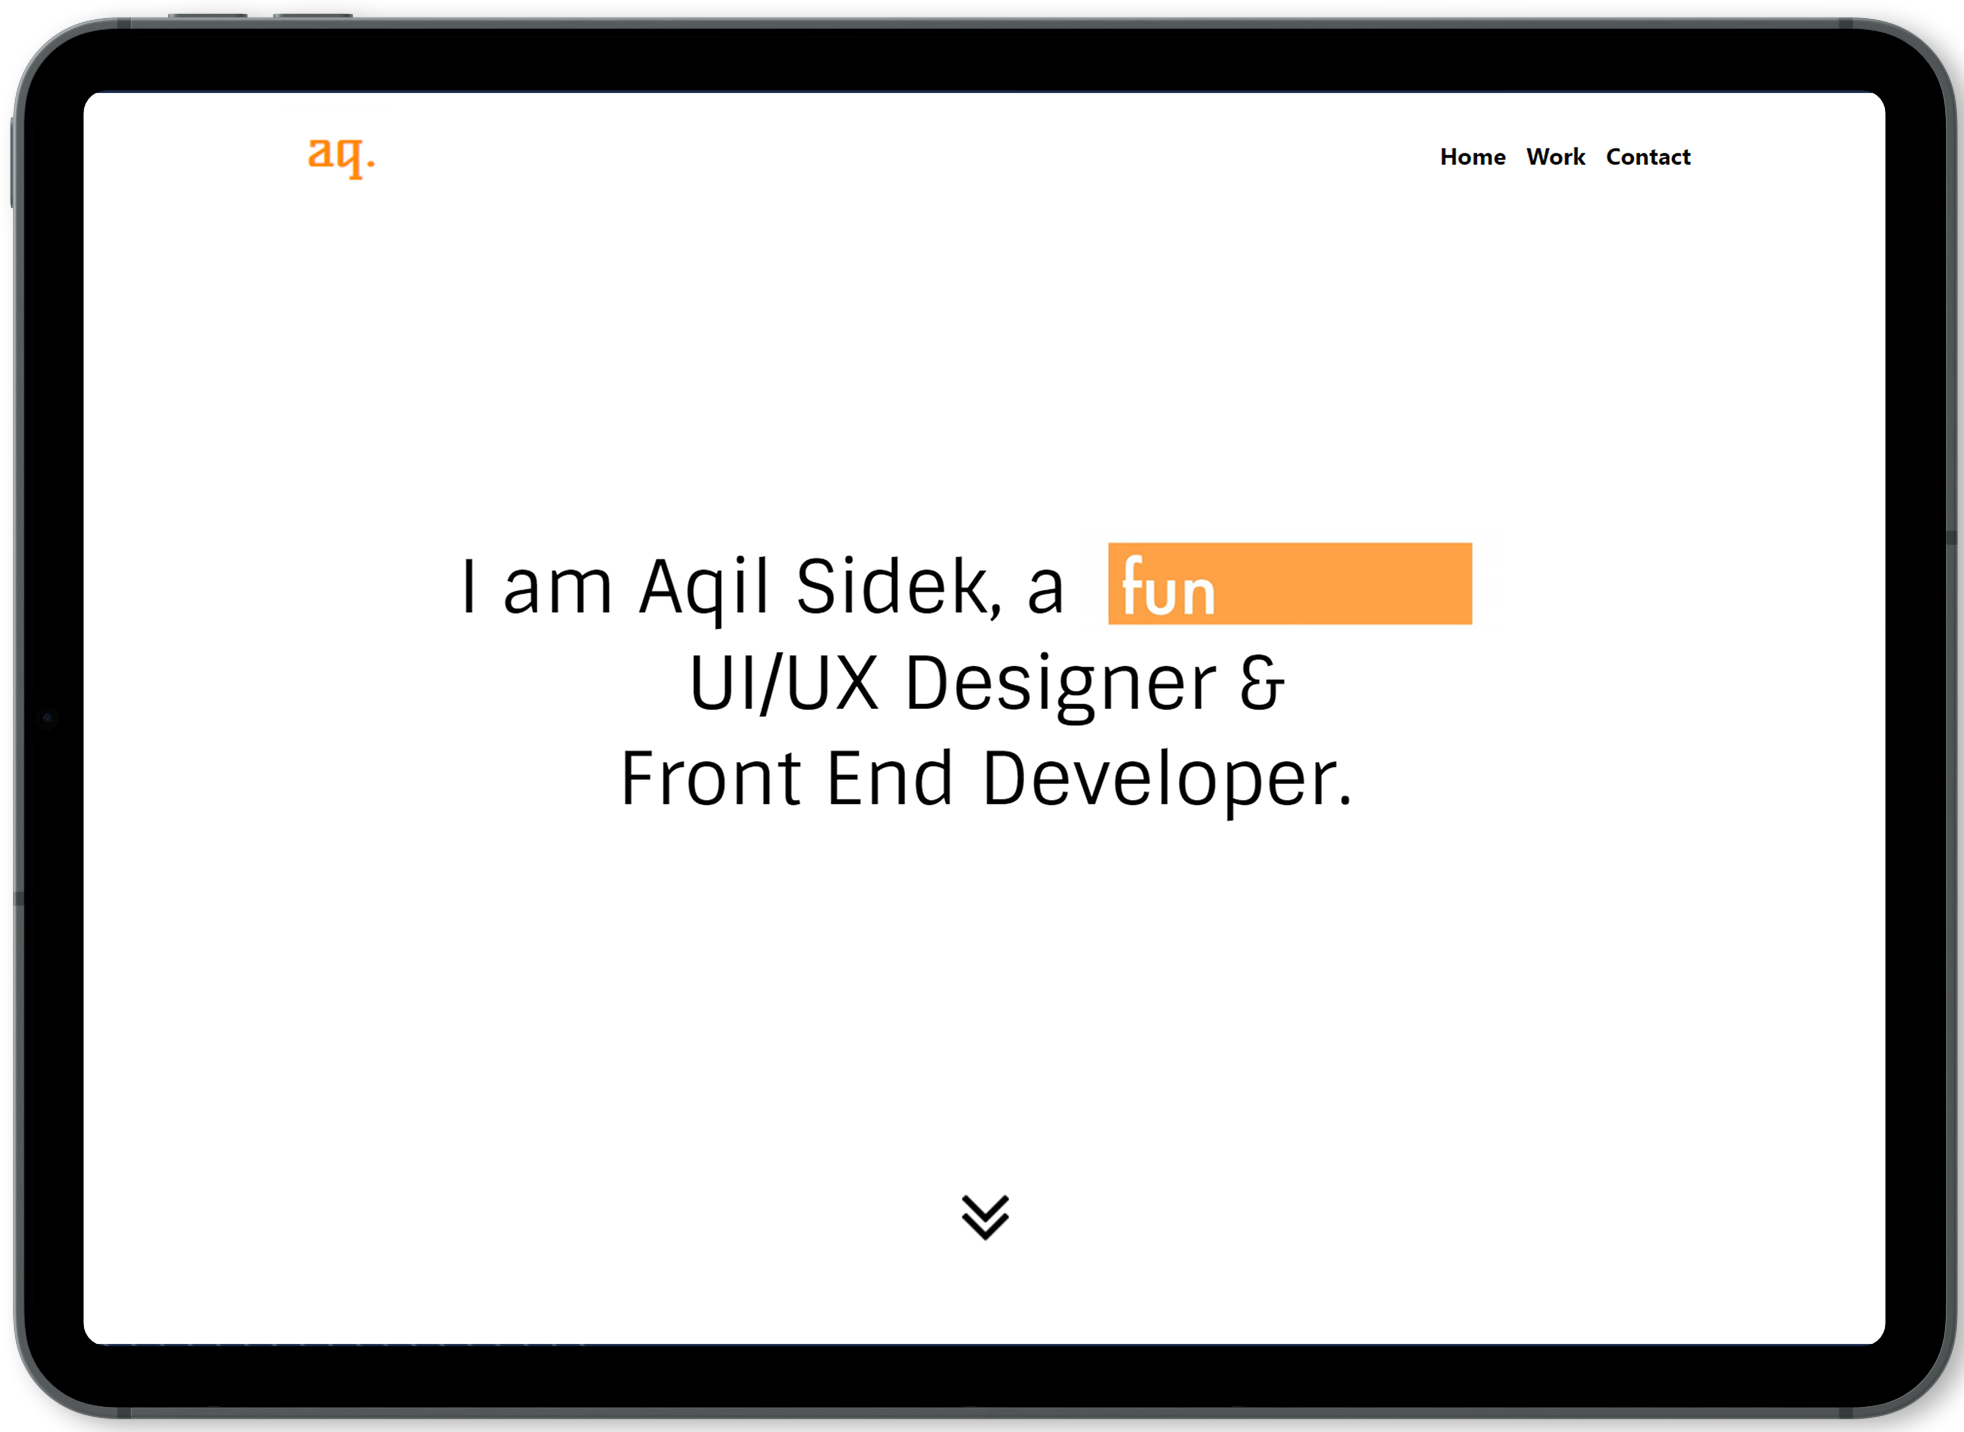 aq.
Home Work Contact
I am Aqil Sidek, a fun
UI/UX Designer &
Front End Developer.